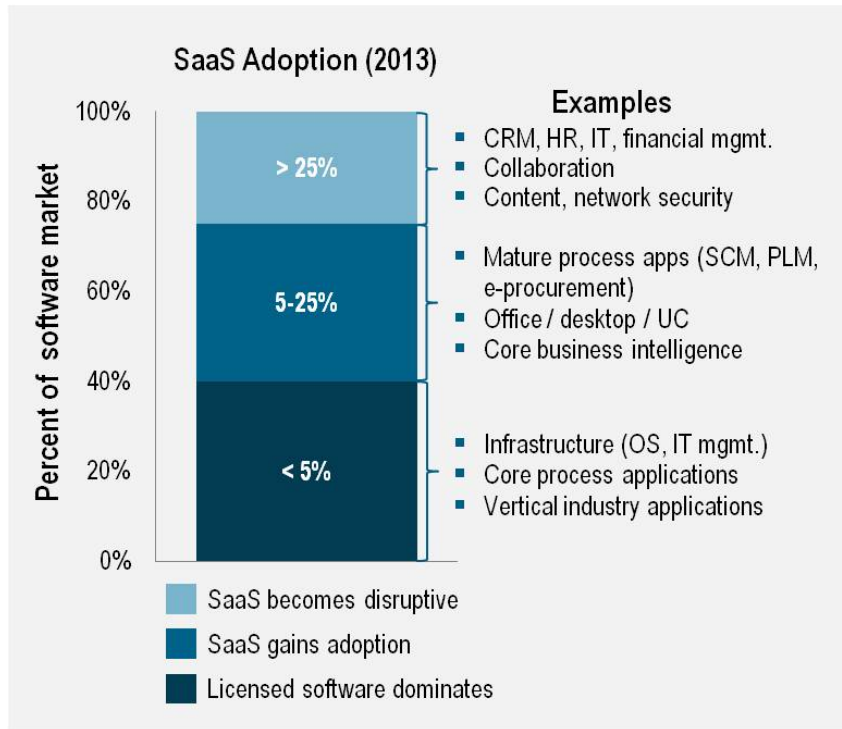 SaaS Adoption (2013)
Percent of software market
100%
80%
60%
40%
20%
0%
> 25%
5-25%
< 5%
Examples
▪ CRM, HR, IT, financial mgmt.
▪ Collaboration
▪ Content, network security
▪ Mature process apps (SCM, PLM,
e-procurement)
▪ Office / desktop / UC
▪ Core business intelligence
▪ Infrastructure (OS, IT mgmt.)
▪ Core process applications
▪ Vertical industry applications
SaaS becomes disruptive
SaaS gains adoption
Licensed software dominates